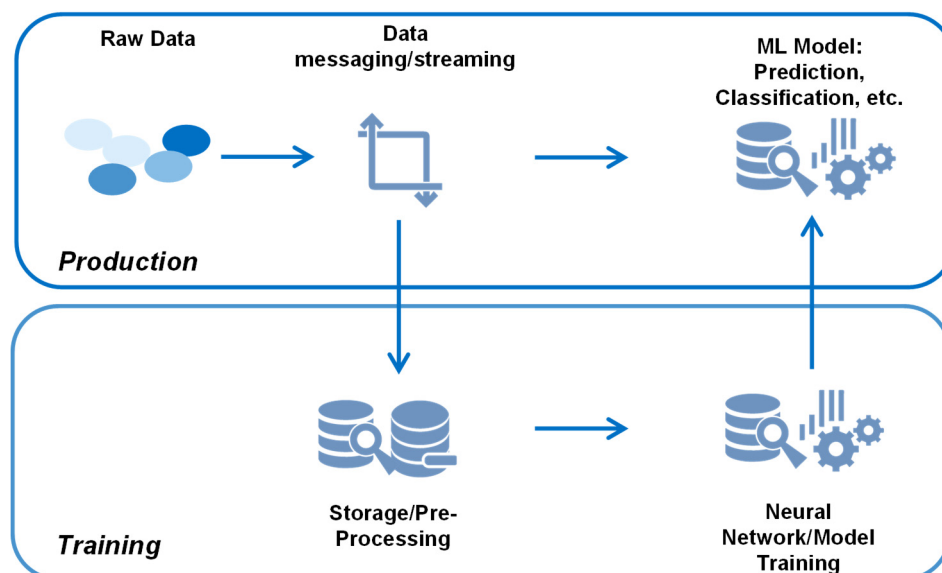 Raw Data
Data
messaging/streaming
ML Model:
Prediction,
Classification, etc.
Production
Storage/Pre-
Processing
Neural
Network/Model
Training
Training